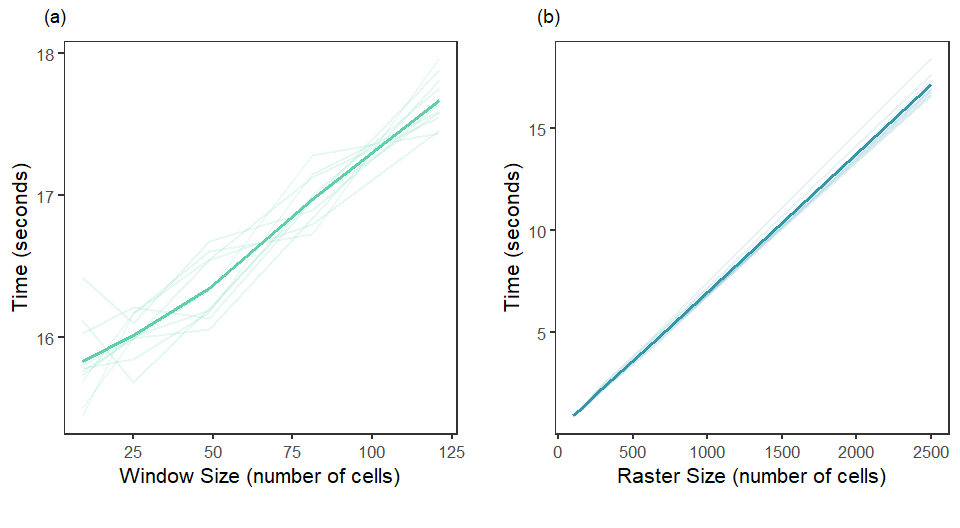 (a)
18
17
16
Time (seconds)
25 50 75 100 125
Window Size (number of cells)
(b)
15
10
5
Time (seconds)
0 500 1000 1500 2000 2500
Raster Size (number of cells)